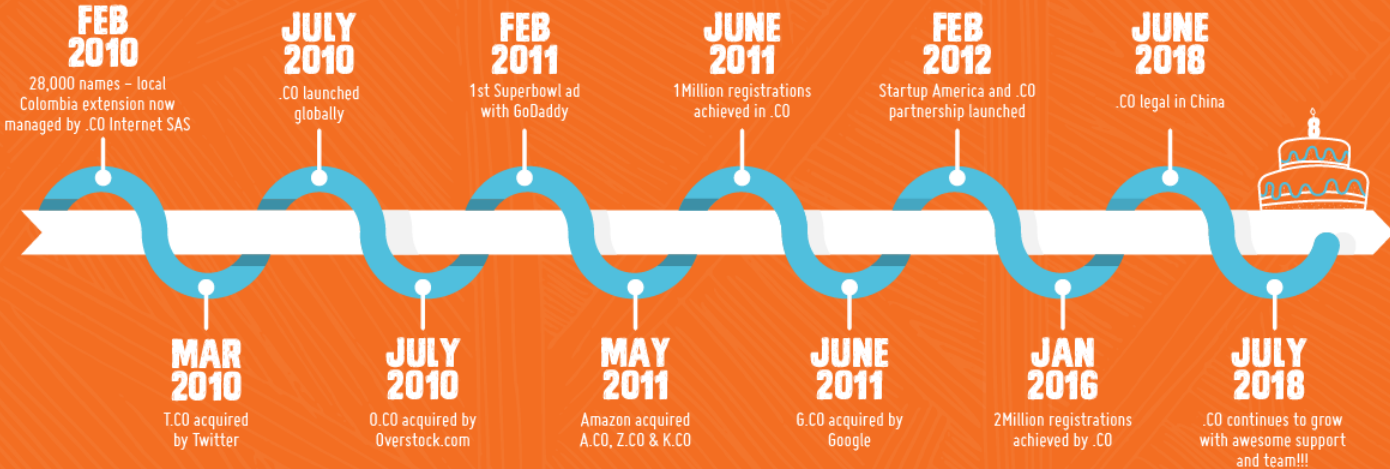 FEB
2010
28,000 names – local
Colombia extension now
managed by .CO Internet SAS
MAR
2010
T.CO acquired
by Twitter
JULY
2010
.CO launched
globally
JULY
2010
O.CO acquired by
Overstock.com
FEB
2011
1st Superbowl ad
with GoDaddy
MAY
2011
Amazon acquired
A.CO, Z.CO & K.CO
JUNE
2011
1Million registrations
achieved in .CO
JUNE
2011
G.CO acquired by
Google
FEB
2012
Startup America and .CO
partnership launched
JAN
2016
2Million registrations
achieved by .CO
JUNE
2018
.CO legal in China
8
JULY
2018
.CO continues to grow
with awesome support
and team!!!